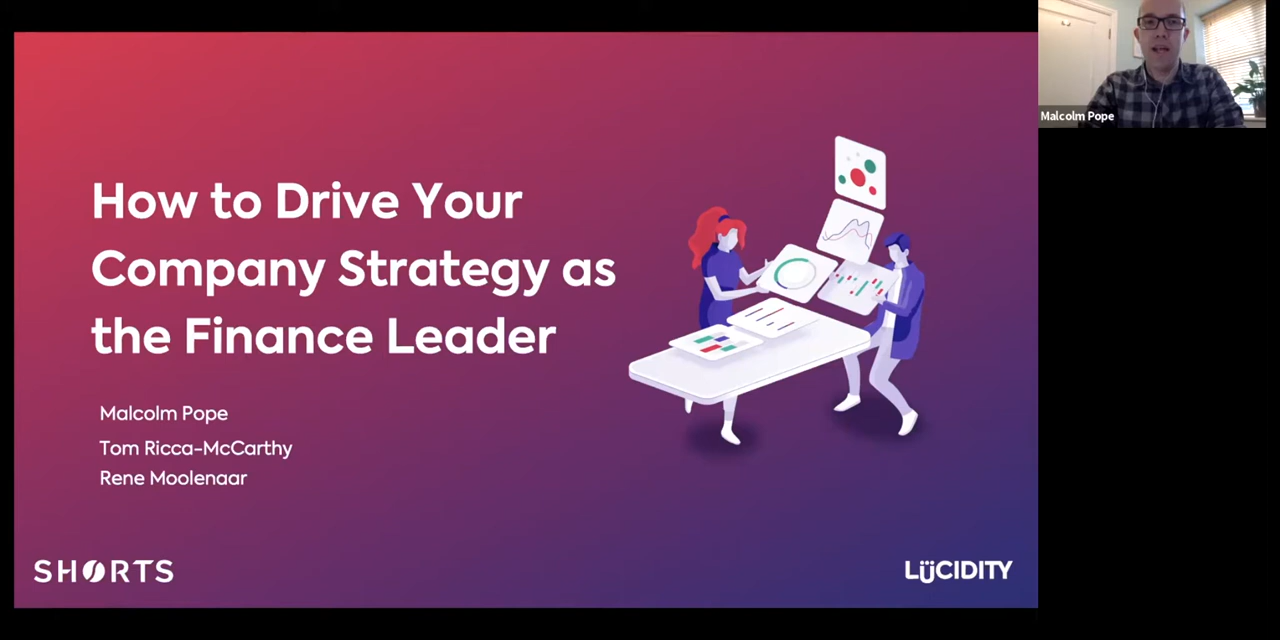 How to Drive Your
Company Strategy as
the Finance Leader
Malcolm Pope
Tom Ricca-McCarthy
Rene Moolenaar
SHORTS
LÜCIDITY
Malcolm Pope